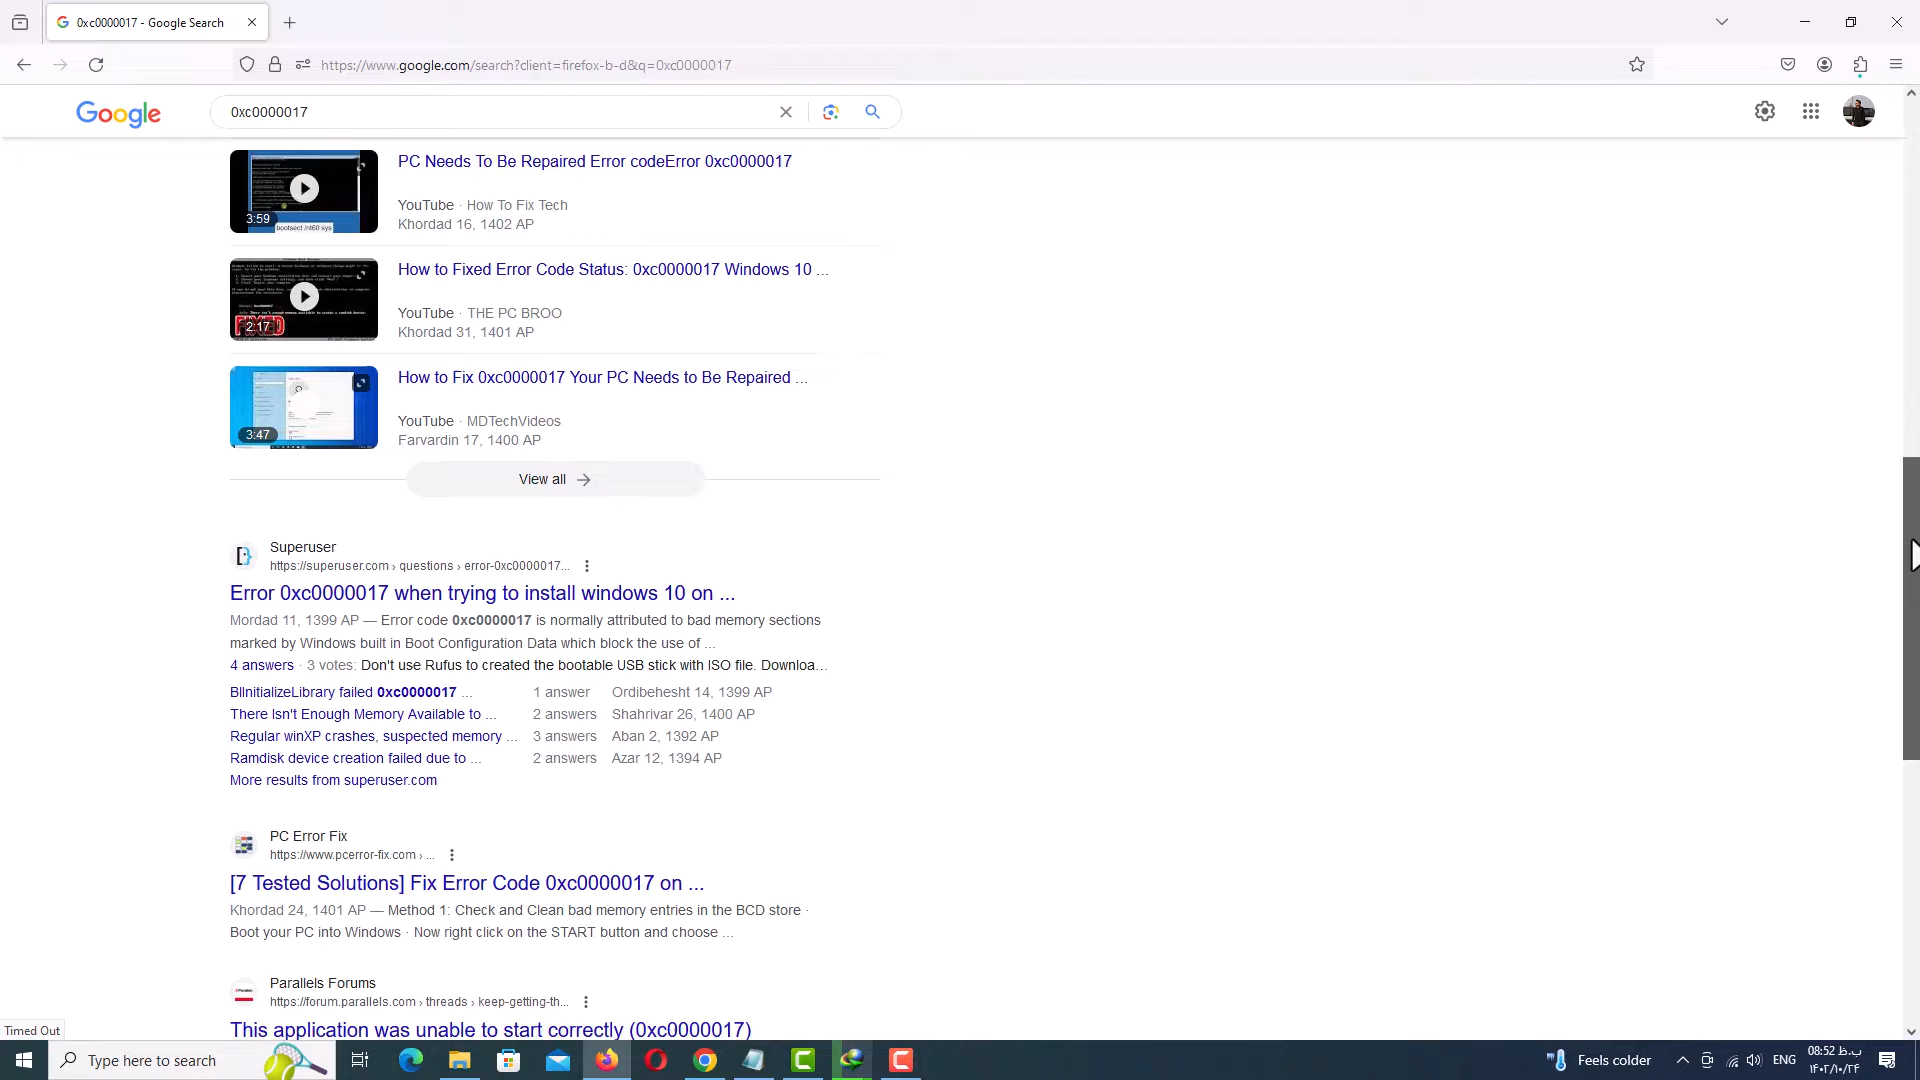 0xc0000017 - Google Search
https://www.google.com/search?client=firefox-b-d&q=0xc0000017
Google
0xc0000017
PC Needs To Be Repaired Error codeError 0xc0000017
YouTube · How To Fix Tech
Khordad 16, 1402 AP
3:59
bootsect /nt60 sys
How to Fixed Error Code Status: 0xc0000017 Windows 10 ...
YouTube · THE PC BROO
Khordad 31, 1401 AP
FIXED
2:17
How to Fix 0xc0000017 Your PC Needs to Be Repaired ...
YouTube · MDTechVideos
Farvardin 17, 1400 AP
3:47
View all
Superuser
https://superuser.com › questions › error-0xc0000017...
Error 0xc0000017 when trying to install windows 10 on ...
Mordad 11, 1399 AP — Error code 0xc0000017 is normally attributed to bad memory sections
marked by Windows built in Boot Configuration Data which block the use of ...
4 answers · 3 votes: Don't use Rufus to created the bootable USB stick with ISO file. Downloa...
BlInitializeLibrary failed 0xc0000017 ... 1 answer Ordibehesht 14, 1399 AP
There Isn't Enough Memory Available to ... 2 answers Shahrivar 26, 1400 AP
Regular winXP crashes, suspected memory ... 3 answers Aban 2, 1392 AP
Ramdisk device creation failed due to ... 2 answers Azar 12, 1394 AP
More results from superuser.com
PC Error Fix
https://www.pcerror-fix.com › ...
[7 Tested Solutions] Fix Error Code 0xc0000017 on ...
Khordad 24, 1401 AP — Method 1: Check and Clean bad memory entries in the BCD store ·
Boot your PC into Windows · Now right click on the START button and choose ...
Parallels Forums
https://forum.parallels.com › threads › keep-getting-th...
This application was unable to start correctly (0xc0000017)
Timed Out
Type here to search
Feels colder
ENG
08:52 ب.ظ
۱۴۰۲/۱۰/۲۴